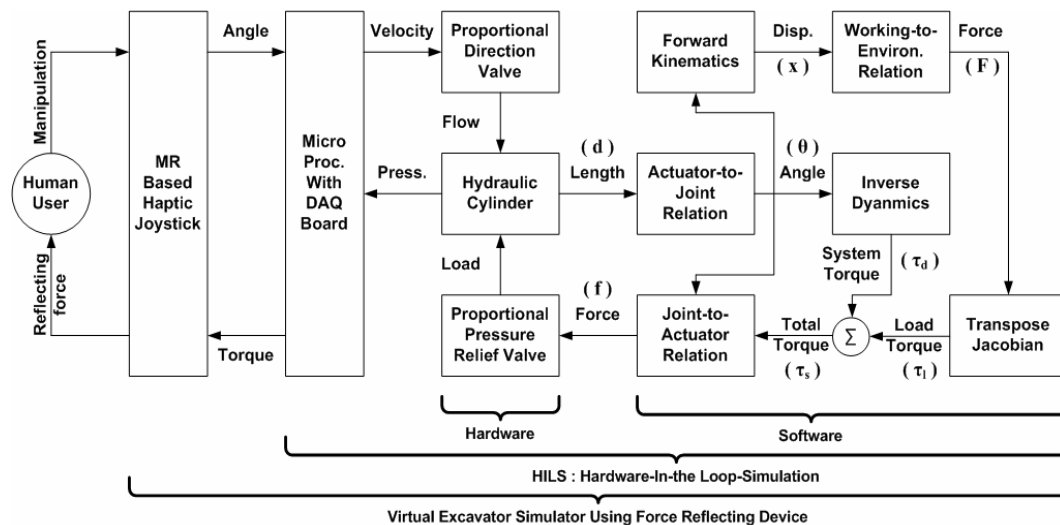 Manipulation
Human
User
Reflecting
force
MR
Based
Haptic
Joystick
Angle
Torque
Micro
Proc.
With
DAQ
Board
Velocity
Press.
Proportional
Direction
Valve
Flow
Hydraulic
Cylinder
Load
Proportional
Pressure
Relief Valve
( d )
Length
( f )
Force
Forward
Kinematics
Actuator-to-
Joint
Relation
Joint-to-
Actuator
Relation
Disp.
( x )
Working-to-
Environ.
Relation
Force
( F )
( θ )
Angle
Inverse
Dyanmics
System
Torque
( τd )
Σ
Total
Torque
( τs )
Load
Torque
( τl )
Transpose
Jacobian
Hardware
Software
HILS : Hardware-In-the Loop-Simulation
Virtual Excavator Simulator Using Force Reflecting Device